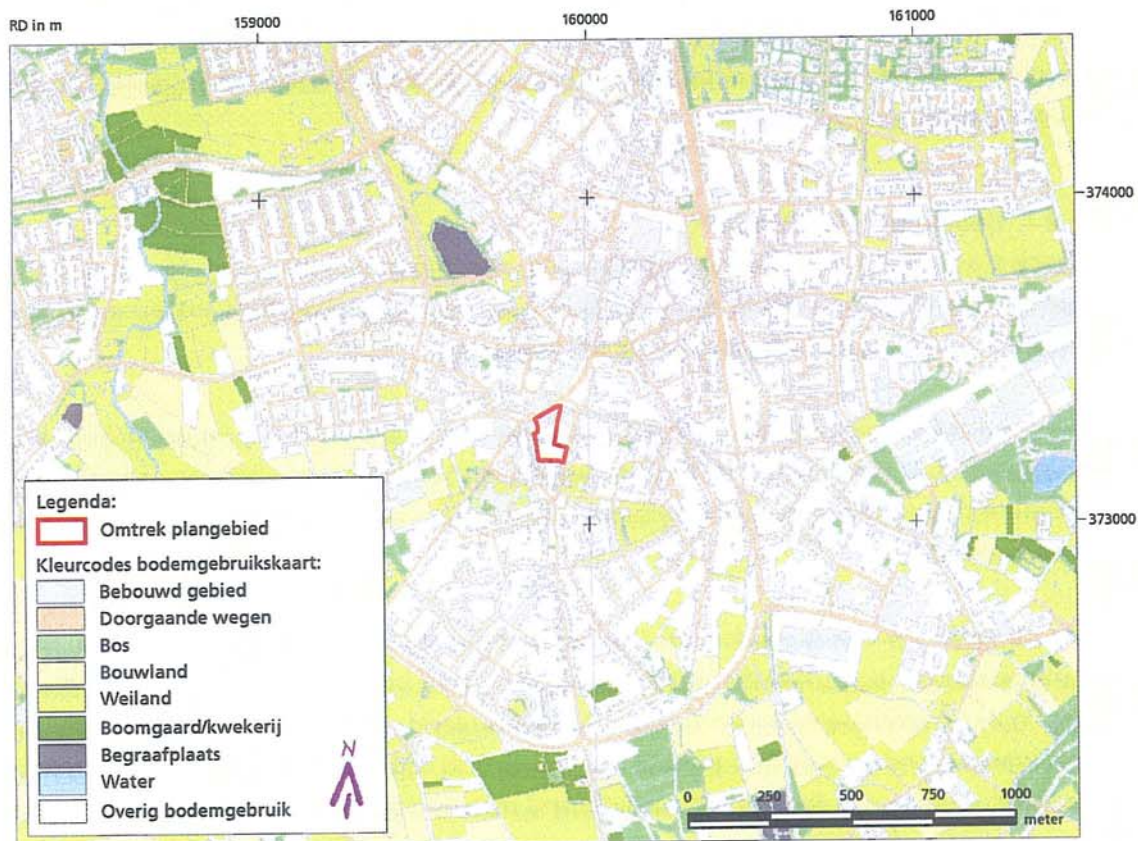 RD in m
159000
160000
161000
374000
373000
Legenda:
Omtrek plangebied
Kleurcodes bodemgebruikskaart:
Bebouwd gebied
Doorgaande wegen
Bos
Bouwland
Weiland
Boomgaard/kwekerij
Begraafplaats
Water
Overig bodemgebruik
N
0 250 500 750 1000
meter